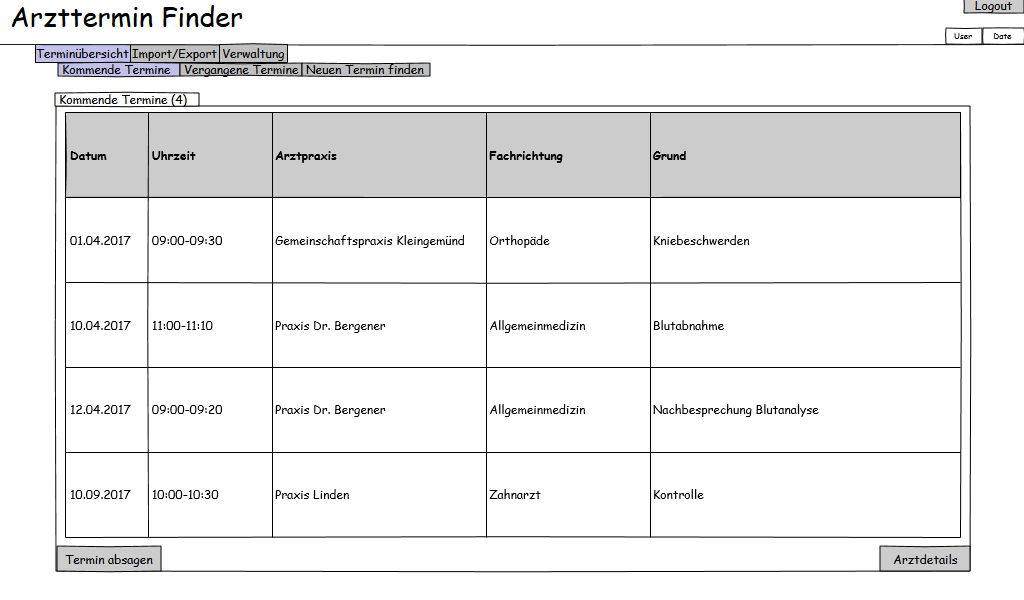 Arzttermin Finder
Logout
User Date
Terminübersicht Import/Export Verwaltung
Kommende Termine Vergangene Termine Neuen Termin finden
Kommende Termine (4)
Datum Uhrzeit Arztpraxis Fachrichtung Grund
01.04.2017 09:00-09:30 Gemeinschaftspraxis Kleingemünd Orthopäde Kniebeschwerden
10.04.2017 11:00-11:10 Praxis Dr. Bergener Allgemeinmedizin Blutabnahme
12.04.2017 09:00-09:20 Praxis Dr. Bergener Allgemeinmedizin Nachbesprechung Blutanalyse
10.09.2017 10:00-10:30 Praxis Linden Zahnarzt Kontrolle
Termin absagen Arztdetails